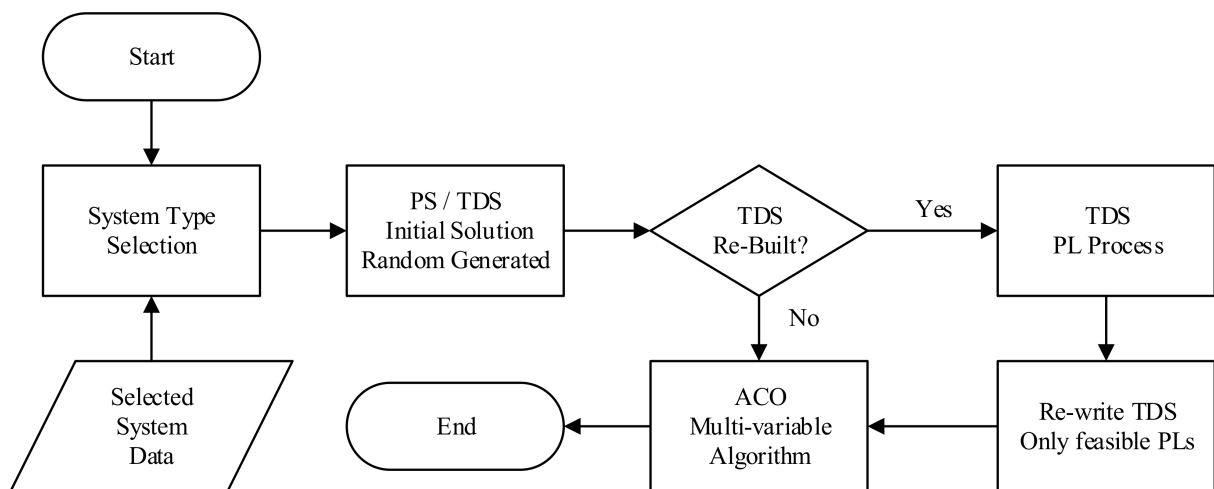 Start
System Type
Selection
PS / TDS
Initial Solution
Random Generated
TDS
Re-Built?
Yes
TDS
PL Process
No
Selected
System
Data
End
ACO
Multi-variable
Algorithm
Re-write TDS
Only feasible PLs